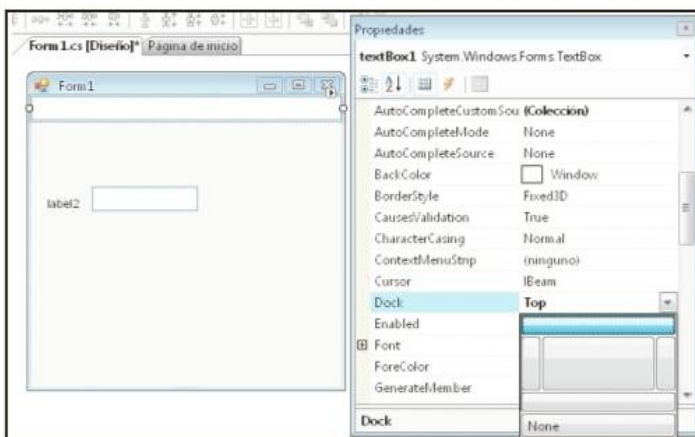 Form1.cs [Diseño]* Página de inicio
Form1
label2
Propiedades
textBox1 System.Windows.Forms.TextBox
AutoCompleteCustomSou (Colección)
AutoCompleteMode None
AutoCompleteSource None
BackColor Window
BorderStyle Fixed3D
CausesValidation True
CharacterCasing Normal
ContextMenuStrip (ninguno)
Cursor IBeam
Dock Top
Enabled
Font
ForeColor
GenerateMember
None
Dock